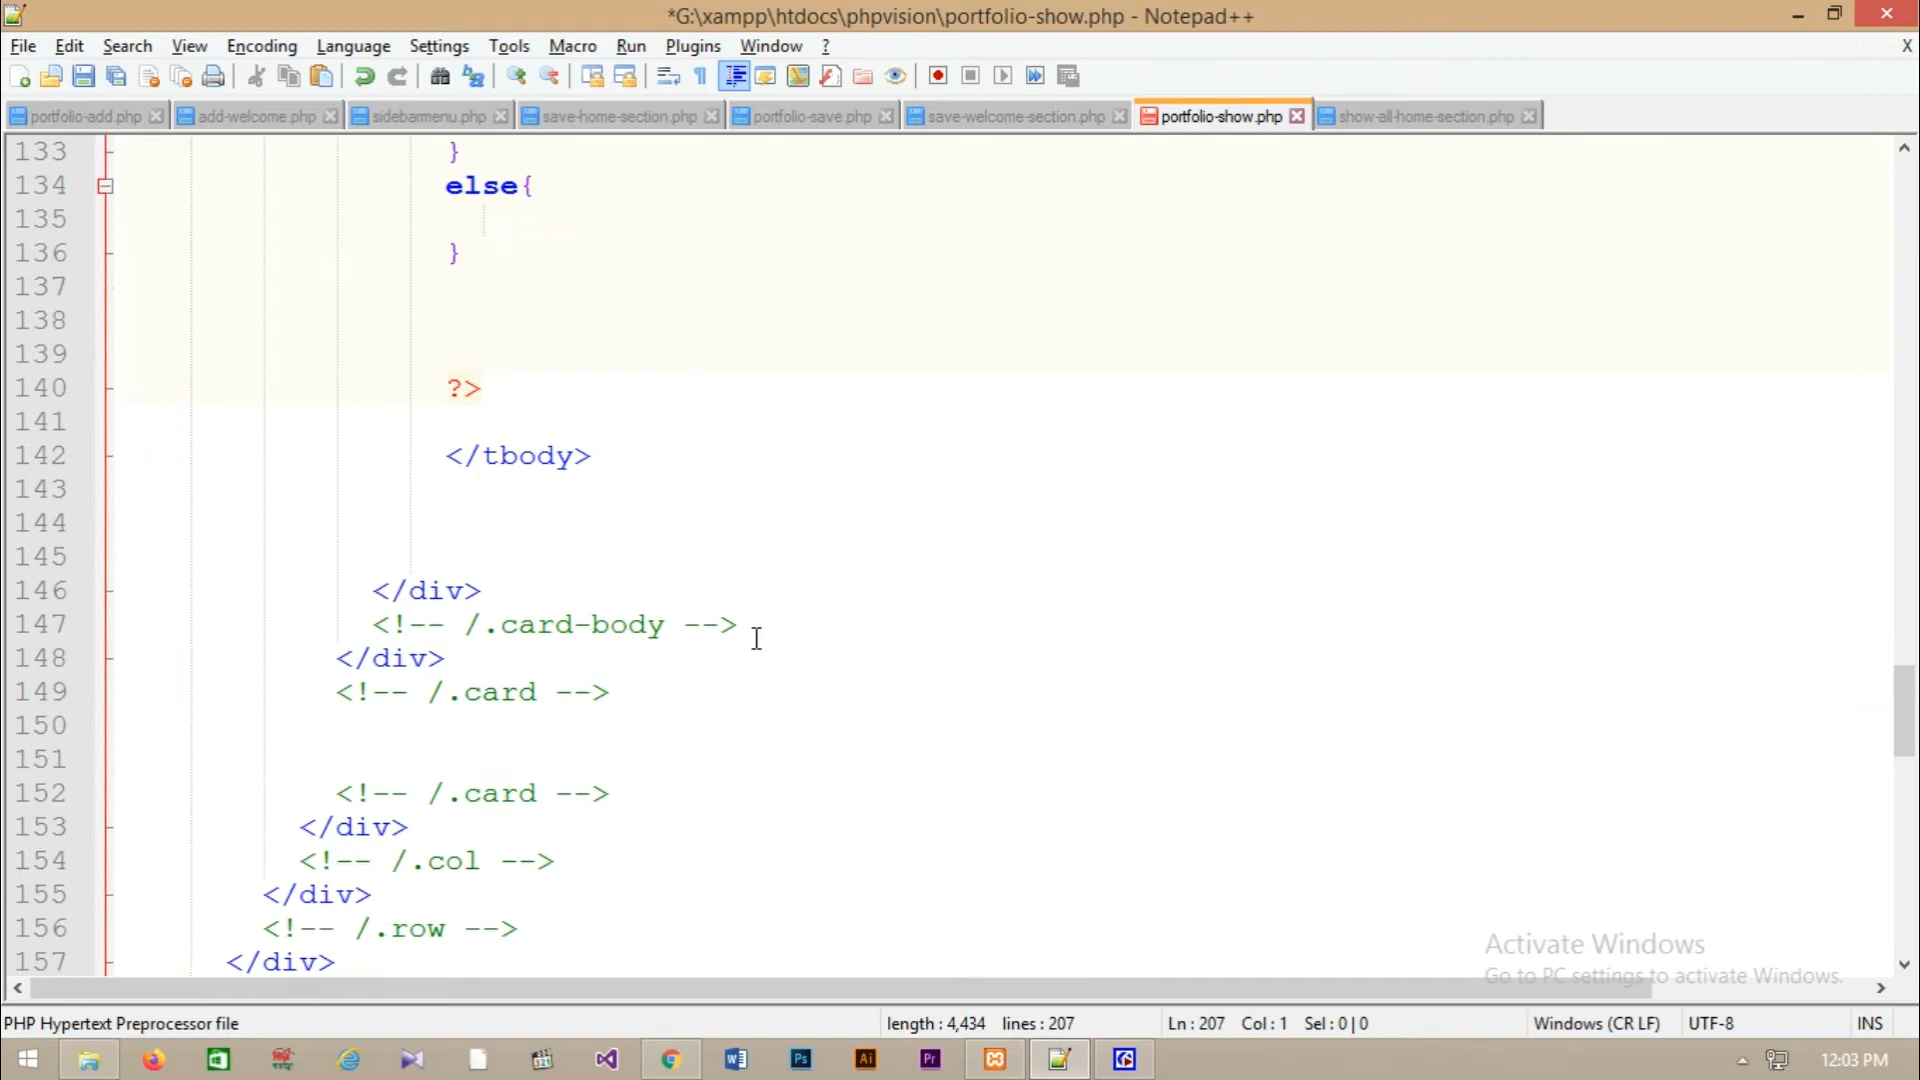 *G:\xampp\htdocs\phpvision\portfolio-show.php - Notepad++
File Edit Search View Encoding Language Settings Tools Macro Run Plugins Window ? X
portfolio-add.php add-welcome.php sidebarmenu.php save-home-section.php portfolio-save.php save-welcome-section.php portfolio-show.php show-all-home-section.php
133 }
134 else{
135
136 }
137
138
139
140 ?>
141
142 </tbody>
143
144
145
146 </div>
147 <!-- /.card-body -->
148 </div>
149 <!-- /.card -->
150
151
152 <!-- /.card -->
153 </div>
154 <!-- /.col -->
155 </div>
156 <!-- /.row -->
157 </div>
Activate Windows
Go to PC settings to activate Windows.
PHP Hypertext Preprocessor file length : 4,434 lines : 207 Ln : 207 Col : 1 Sel : 0 | 0 Windows (CR LF) UTF-8 INS
12:03 PM